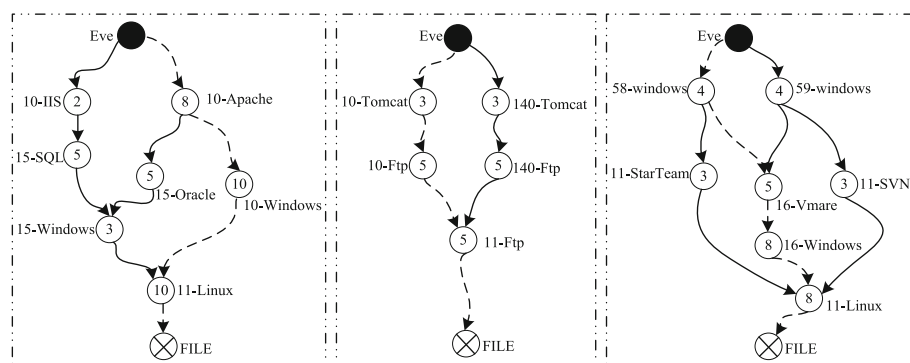 Eve
10-IIS
2
8
10-Apache
15-SQL
5
5
15-Oracle
10
10-Windows
15-Windows
3
10
11-Linux
FILE
Eve
10-Tomcat
3
3
140-Tomcat
10-Ftp
5
5
140-Ftp
5
11-Ftp
FILE
Eve
58-windows
4
4
59-windows
11-StarTeam
3
5
3
11-SVN
16-Vmare
8
16-Windows
8
11-Linux
FILE